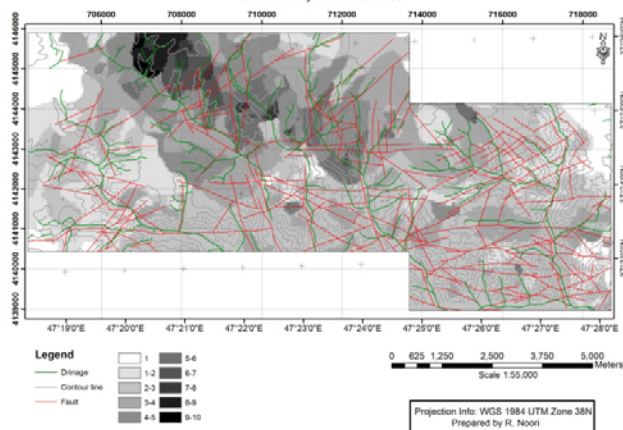 706000 708000 710000 712000 714000 716000 718000
4146000
4145000
4144000
4143000
4142000
4141000
4140000
4139000
47°19'0"E 47°20'0"E 47°21'0"E 47°22'0"E 47°23'0"E 47°24'0"E 47°25'0"E 47°26'0"E 47°27'0"E 47°28'0"E
Legend
Drinage
Contour line
Fault
1
1-2
2-3
3-4
4-5
5-6
6-7
7-8
8-9
9-10
0 625 1,250 2,500 3,750 5,000
Meters
Scale 1:55,000
Projection Info: WGS 1984 UTM Zone 38N
Prepared by R. Noori